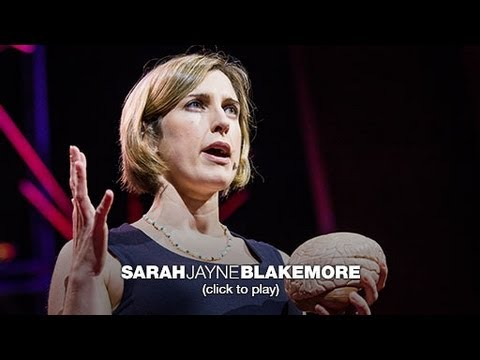 SARAHJAYNEBLAKEMORE
(click to play)